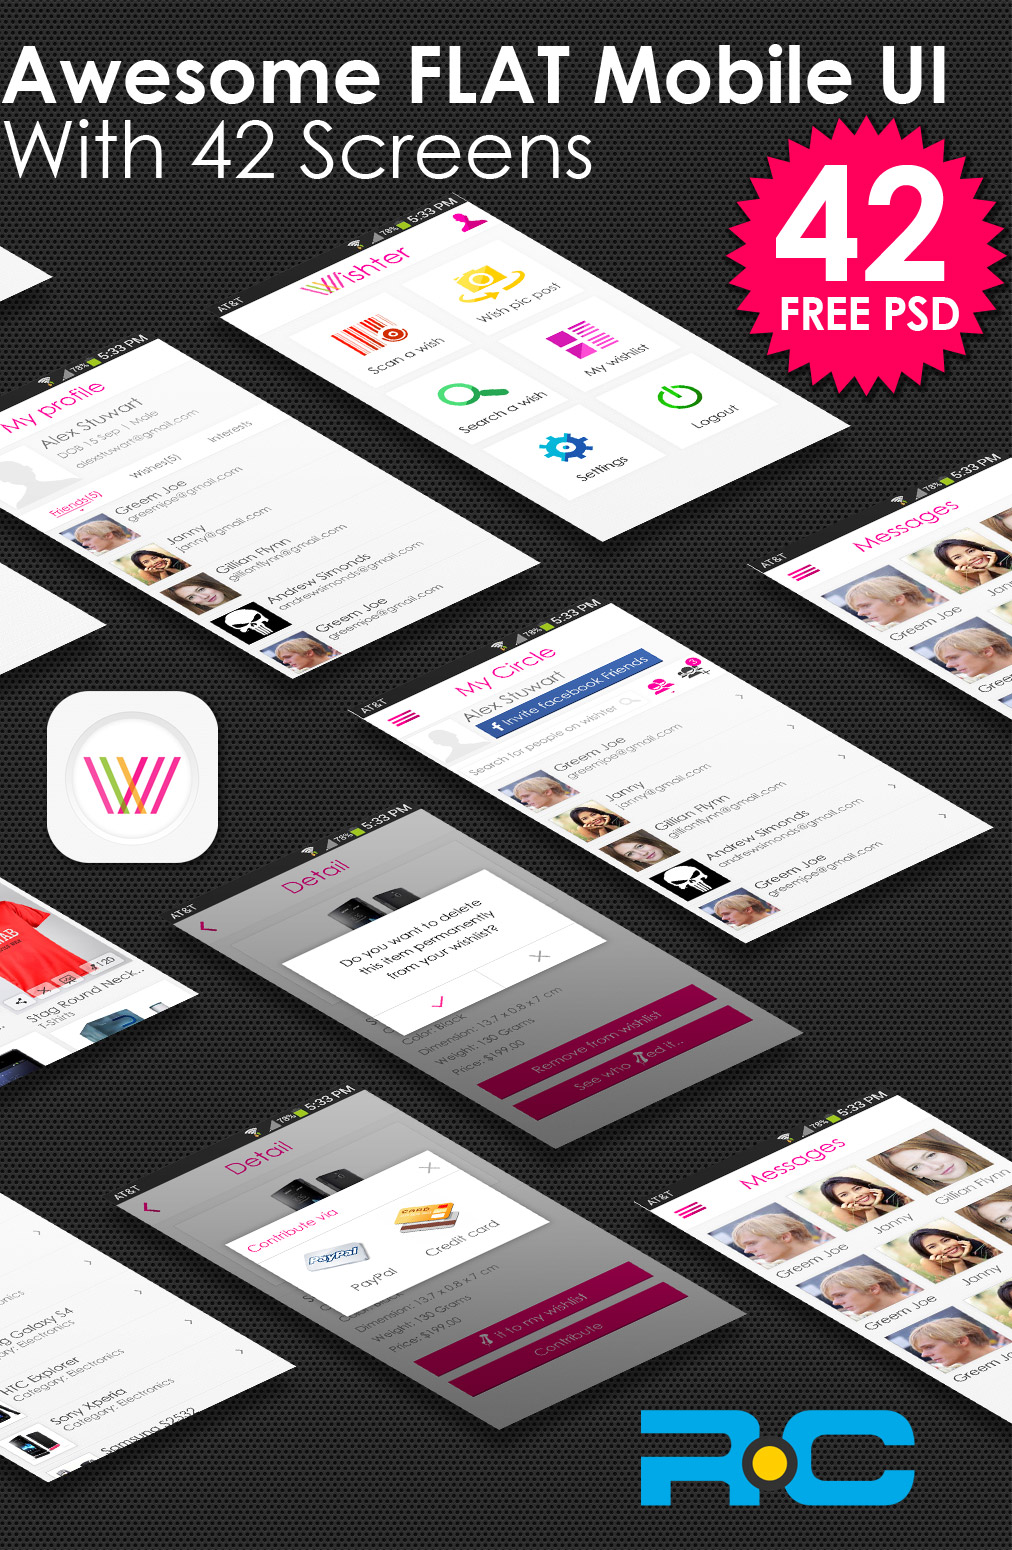 Awesome FLAT Mobile UI
With 42 Screens
42
FREE PSD
AT&T 78% 5:33 PM
Wishter
Scan a wish
Wish pic post
Search a wish
My wishlist
Settings
Logout
78% 5:33 PM
My profile
Alex Stuwart
DOB 15 Sep | Male
alexstuwart@gmail.com
Friends(5) Wishes(5) Interests
Greem Joe
greemjoe@gmail.com
Janny
janny@gmail.com
Gillian Flynn
gillianflynn@gmail.com
Andrew Simonds
andrewsimonds@gmail.com
Greem Joe
greemjoe@gmail.com
AT&T 78% 5:33 PM
Messages
Greem Joe
Greem Joe
AT&T 78% 5:33 PM
My Circle
Alex Stuwart
f Invite facebook Friends
3
Search for people on wishter
Greem Joe
greemjoe@gmail.com
Janny
janny@gmail.com
Gillian Flynn
gillianflynn@gmail.com
Andrew Simonds
andrewsimonds@gmail.com
Greem Joe
greemjoe@gmail.com
W
AT&T 78% 5:33 PM
Detail
Do you want to delete
this item permanently
from your wishlist?
Color: Black
Dimension: 13.7 x 0.8 x 7 cm
Weight: 130 Grams
Price: $199.00
Remove from wishlist
See who ed it..
120
Stag Round Neck...
T-Shirts
AT&T 78% 5:33 PM
Detail
Contribute via
PayPal
PayPal
CARD
Credit card
Dimension: 13.7 x 0.8 x 7 cm
Weight: 130 Grams
Price: $199.00
it to my wishlist
Contribute
AT&T 78% 5:33 PM
Messages
Greem Joe
Janny
Gillian Flynn
Greem Joe
Janny
Greem Joe
Galaxy S4
Electronics
HTC Explorer
Category: Electronics
Sony Xperia
Category: Electronics
Samsung S2532
R.C